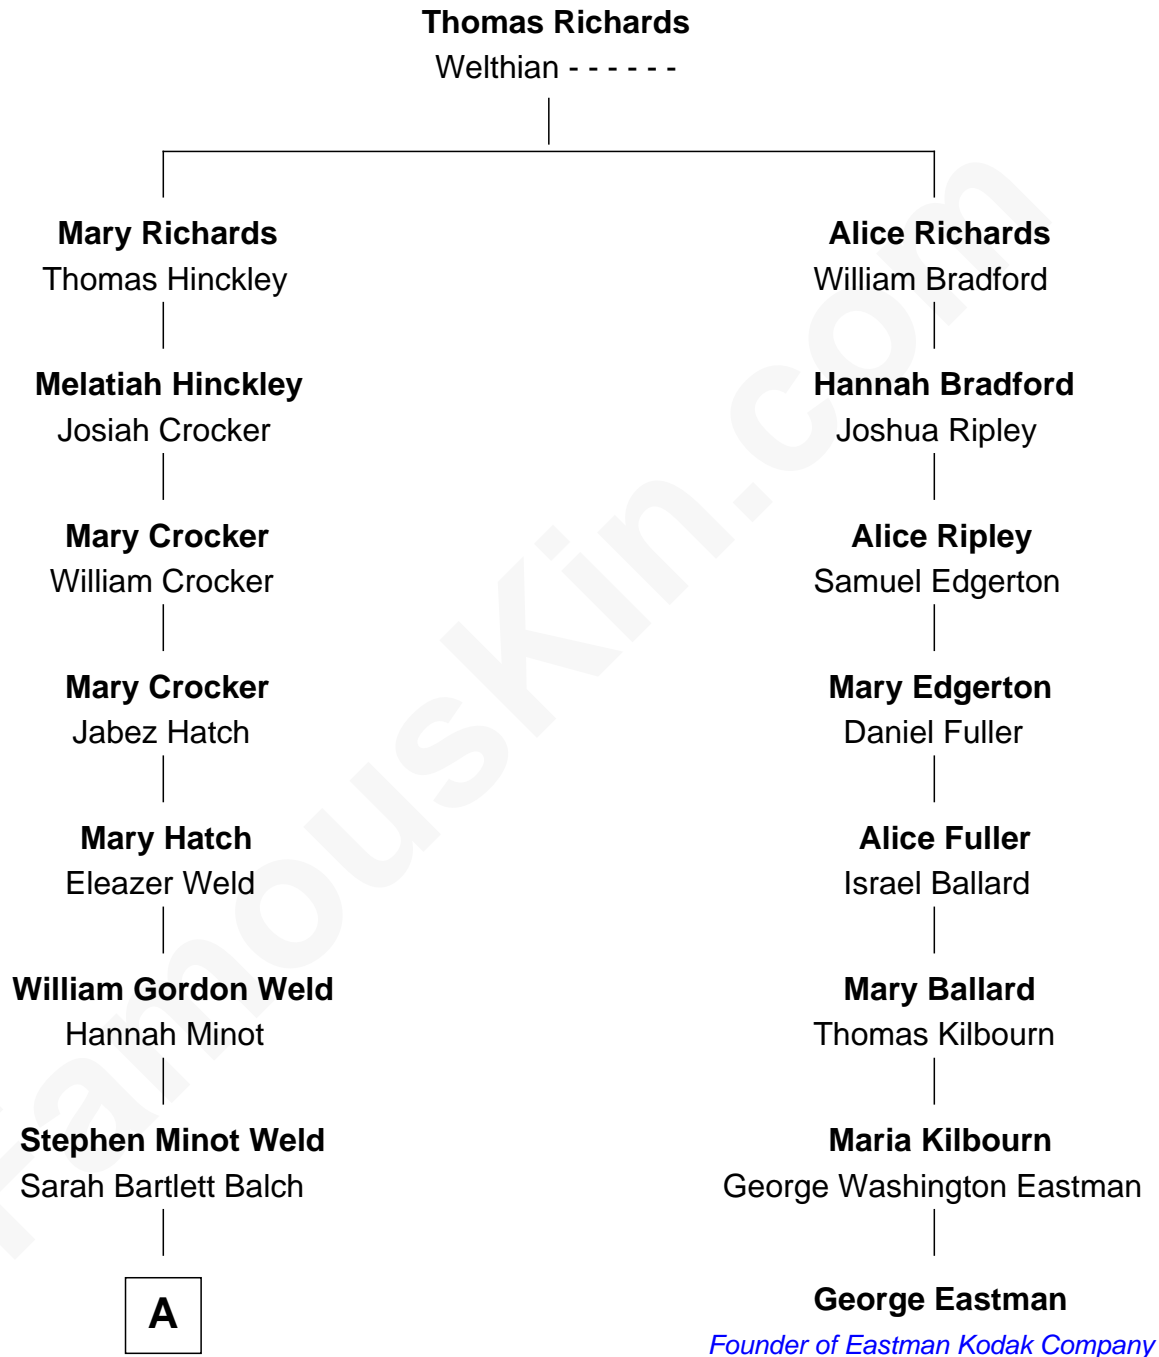 Thomas Richards
Welthian - - - - - -
Mary Richards
Thomas Hinckley
Alice Richards
William Bradford
Melatiah Hinckley
Josiah Crocker
Hannah Bradford
Joshua Ripley
Mary Crocker
William Crocker
Alice Ripley
Samuel Edgerton
Mary Crocker
Jabez Hatch
Mary Edgerton
Daniel Fuller
Mary Hatch
Eleazer Weld
Alice Fuller
Israel Ballard
William Gordon Weld
Hannah Minot
Mary Ballard
Thomas Kilbourn
Stephen Minot Weld
Sarah Bartlett Balch
Maria Kilbourn
George Washington Eastman
A
George Eastman
Founder of Eastman Kodak Company
FamousKin.com